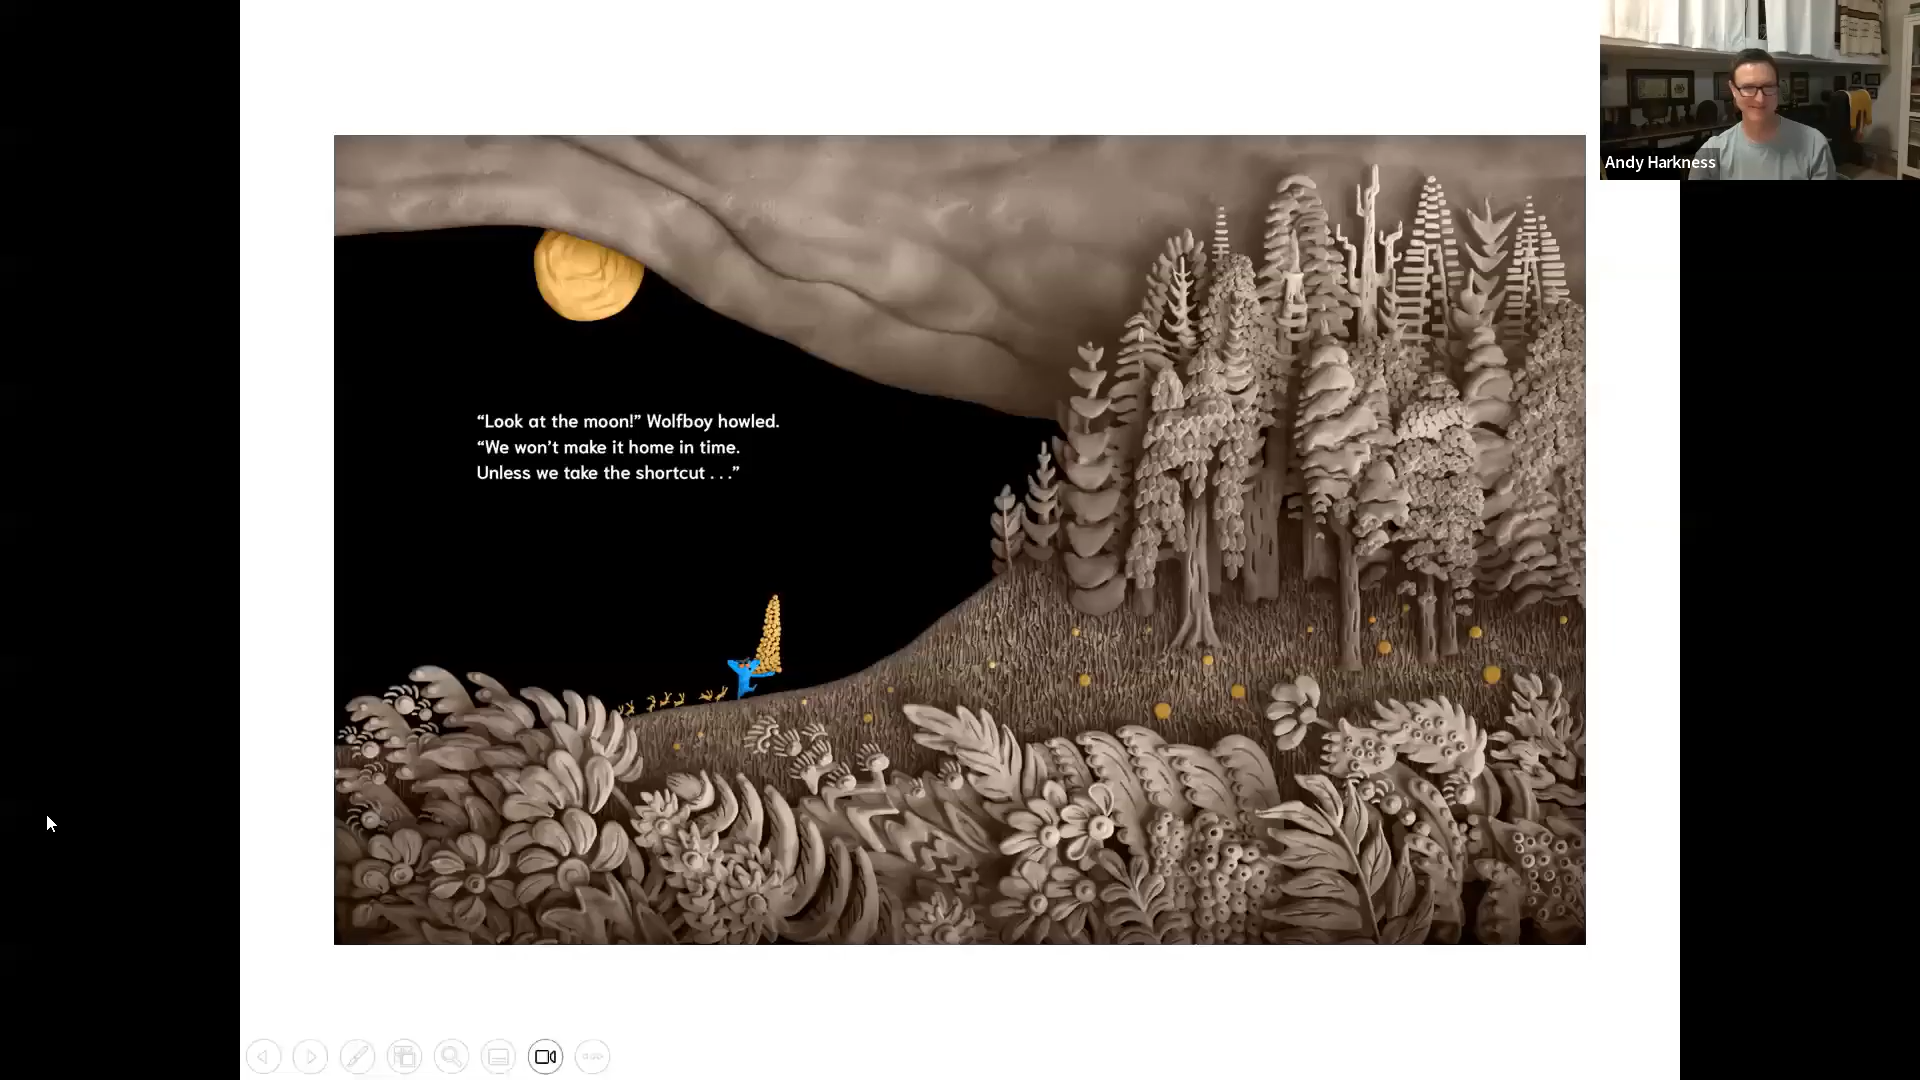 Andy Harkness
“Look at the moon!” Wolfboy howled.
“We won’t make it home in time.
Unless we take the shortcut . . .”